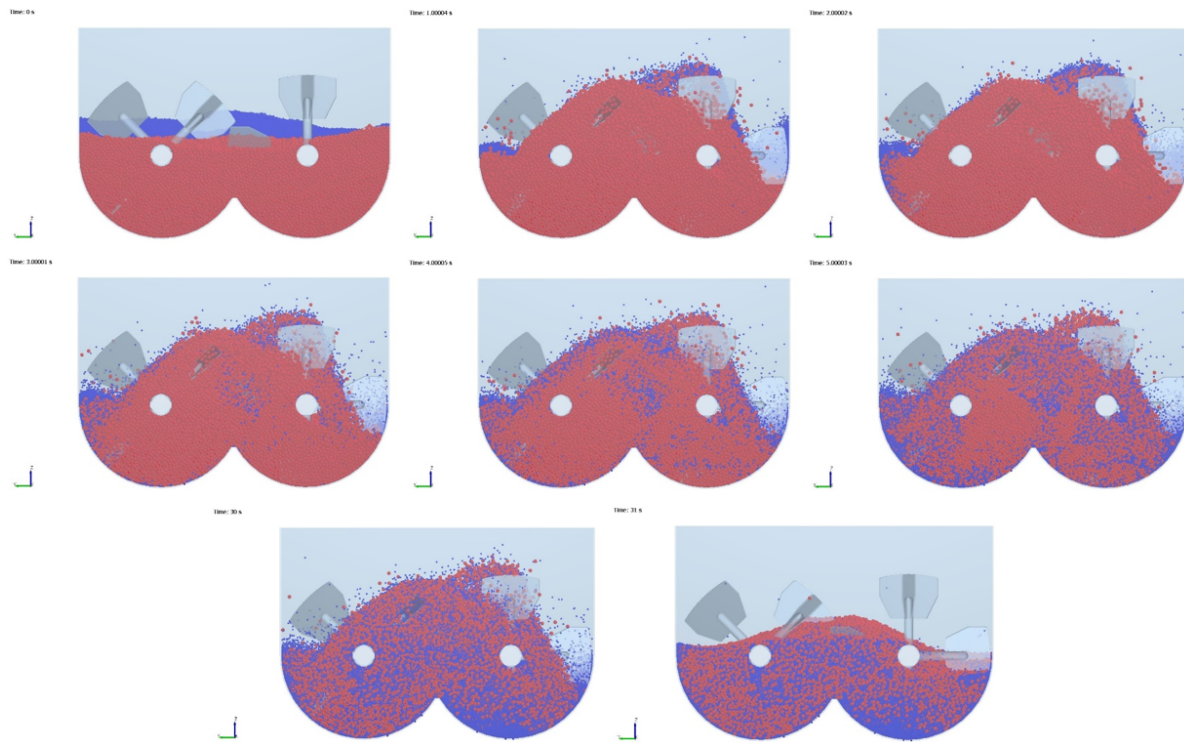 Time: 0 s
Time: 1.00004 s
Time: 2.00002 s
Time: 3.00001 s
Time: 4.00005 s
Time: 5.00003 s
Time: 30 s
Time: 31 s